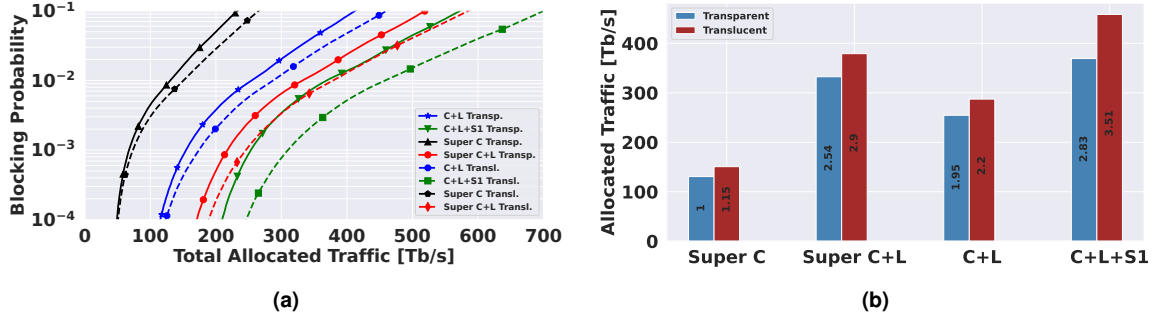 10⁻¹
10⁻²
10⁻³
10⁻⁴
Blocking Probability
0 100 200 300 400 500 600 700
Total Allocated Traffic [Tb/s]
C+L Transp.
C+L+S1 Transp.
Super C Transp.
Super C+L Transp.
C+L Transl.
C+L+S1 Transl.
Super C Transl.
Super C+L Transl.
(a)
Allocated Traffic [Tb/s]
400
300
200
100
0
Transparent
Translucent
1
1.15
2.54
2.9
1.95
2.2
2.83
3.51
Super C Super C+L C+L C+L+S1
(b)